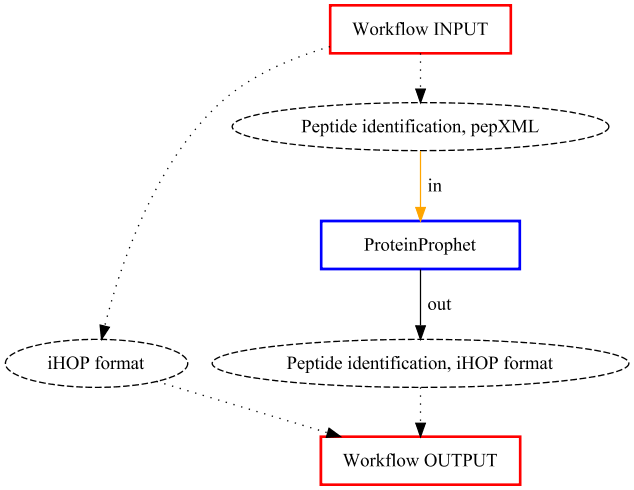 Workflow INPUT
Peptide identification, pepXML
in
ProteinProphet
out
iHOP format
Peptide identification, iHOP format
Workflow OUTPUT